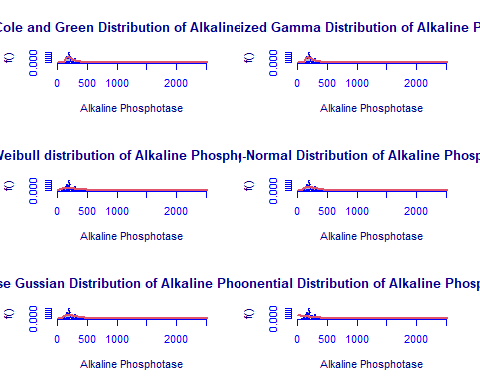 Cole and Green Distribution of Alkaline
ized Gamma Distribution of Alkaline P
f()
0.000
0 500 1000 2000
Alkaline Phosphotase
f()
0.000
0 500 1000 2000
Alkaline Phosphotase
Weibull distribution of Alkaline Phosph
-Normal Distribution of Alkaline Phosp
f()
0.000
0 500 1000 2000
Alkaline Phosphotase
f()
0.000
0 500 1000 2000
Alkaline Phosphotase
se Gussian Distribution of Alkaline Pho
onential Distribution of Alkaline Phosp
f()
0.000
0 500 1000 2000
Alkaline Phosphotase
f()
0.000
0 500 1000 2000
Alkaline Phosphotase